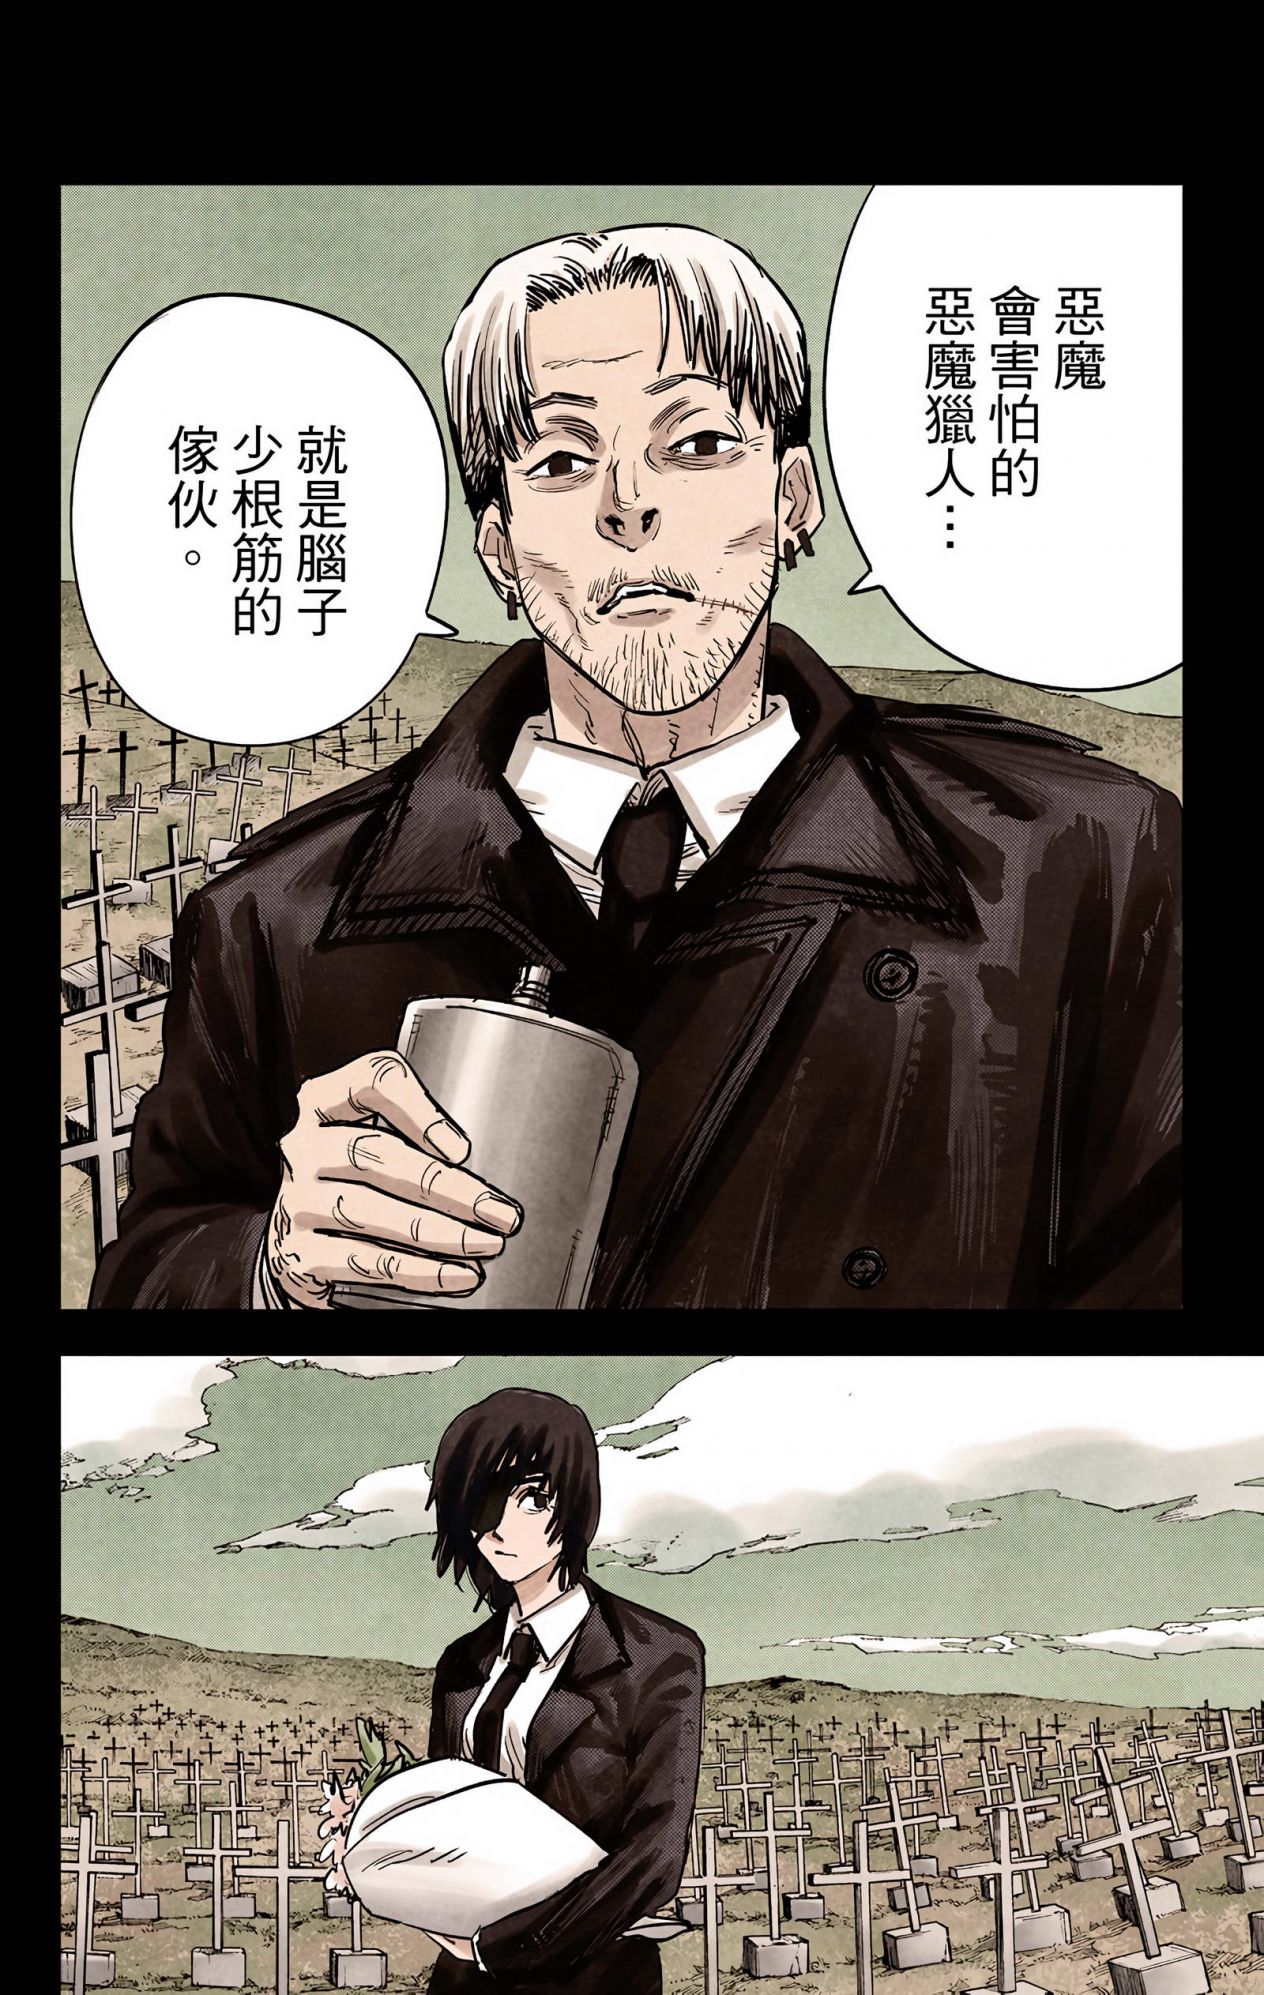 惡魔
會害怕的
惡魔獵人…
就是腦子
少根筋的
傢伙。